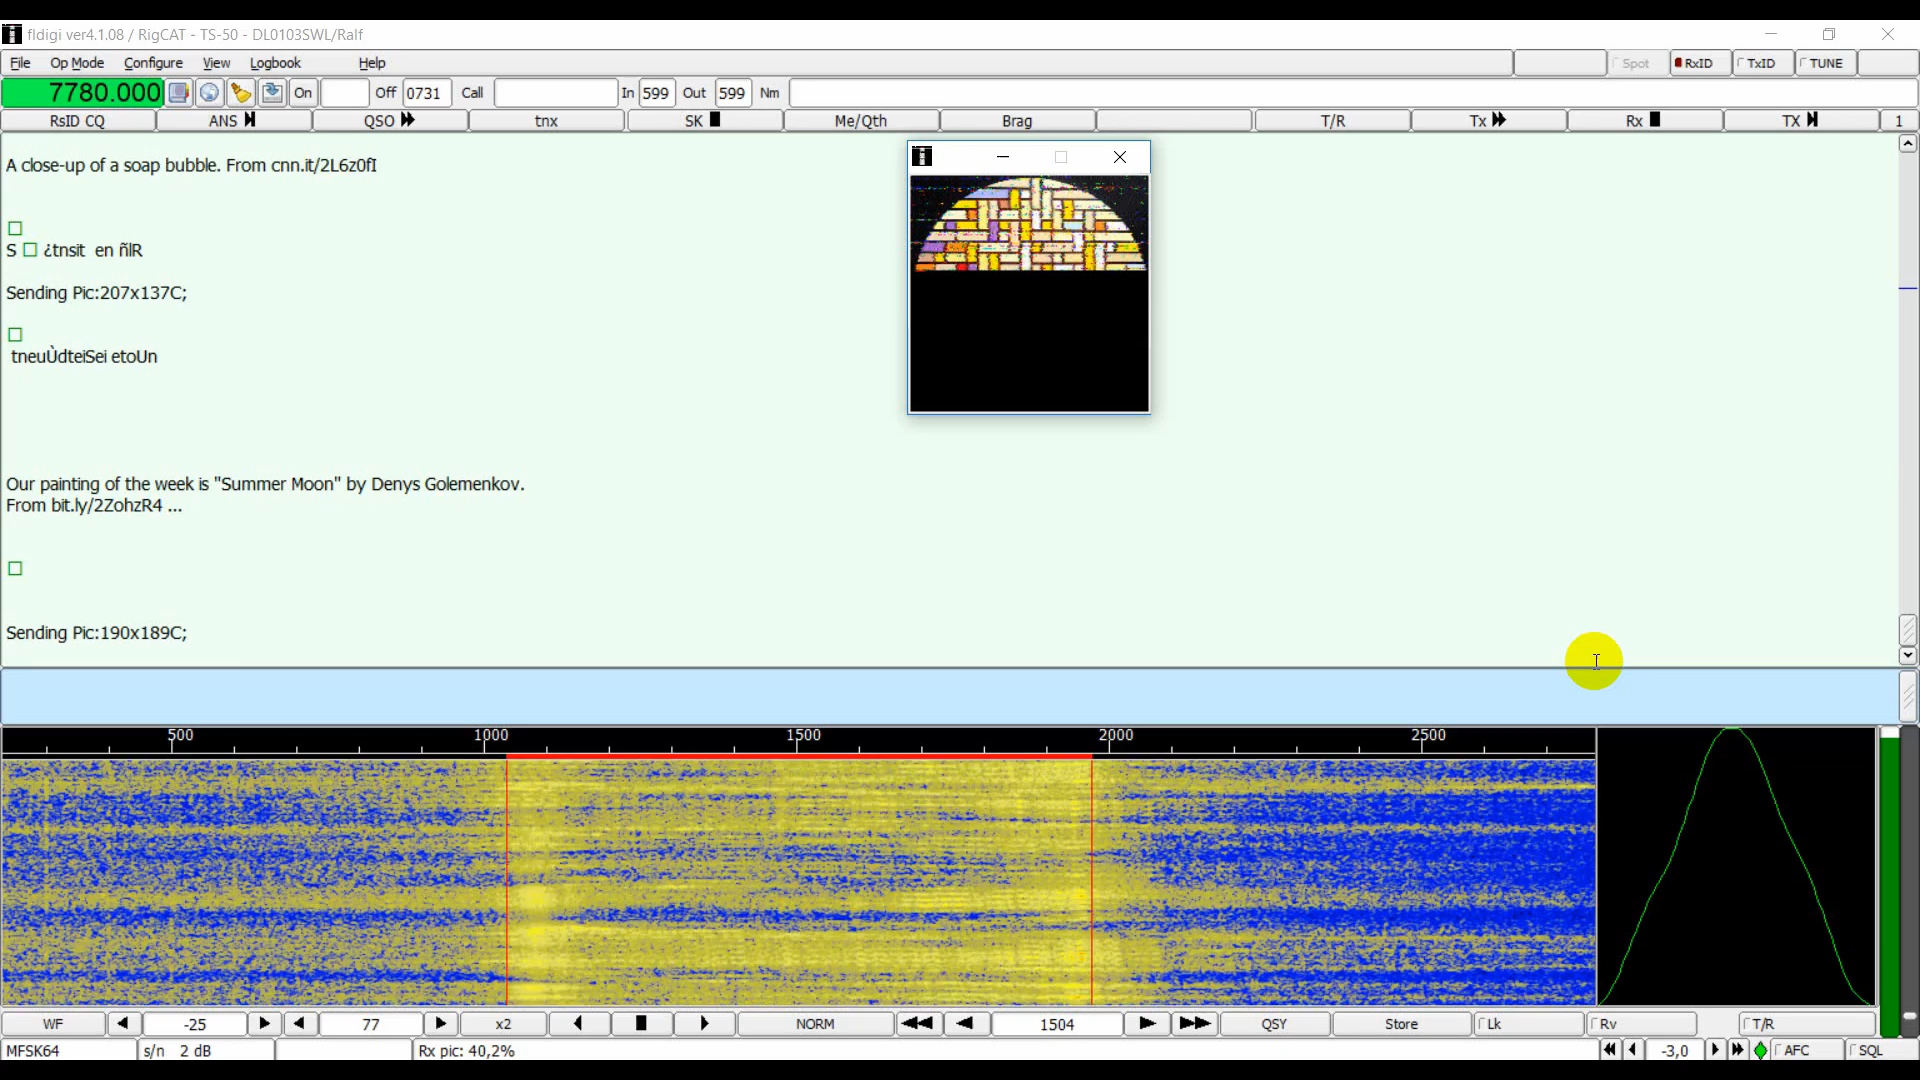 fldigi ver4.1.08 / RigCAT - TS-50 - DL0103SWL/Ralf
File Op Mode Configure View Logbook Help
Spot RxID TxID TUNE
7780.000 On Off 0731 Call In 599 Out 599 Nm
RsID CQ ANS QSO tnx SK Me/Qth Brag T/R Tx Rx TX 1
A close-up of a soap bubble. From cnn.it/2L6z0fI
S ¿tnsit en ñlR
Sending Pic:207x137C;
tneuÙdteiSei etoUn
Our painting of the week is "Summer Moon" by Denys Golemenkov.
From bit.ly/2ZohzR4 ...
Sending Pic:190x189C;
500 1000 1500 2000 2500
WF -25 77 x2 NORM 1504 QSY Store Lk Rv T/R
MFSK64 s/n 2 dB Rx pic: 40,2% -3,0 AFC SQL